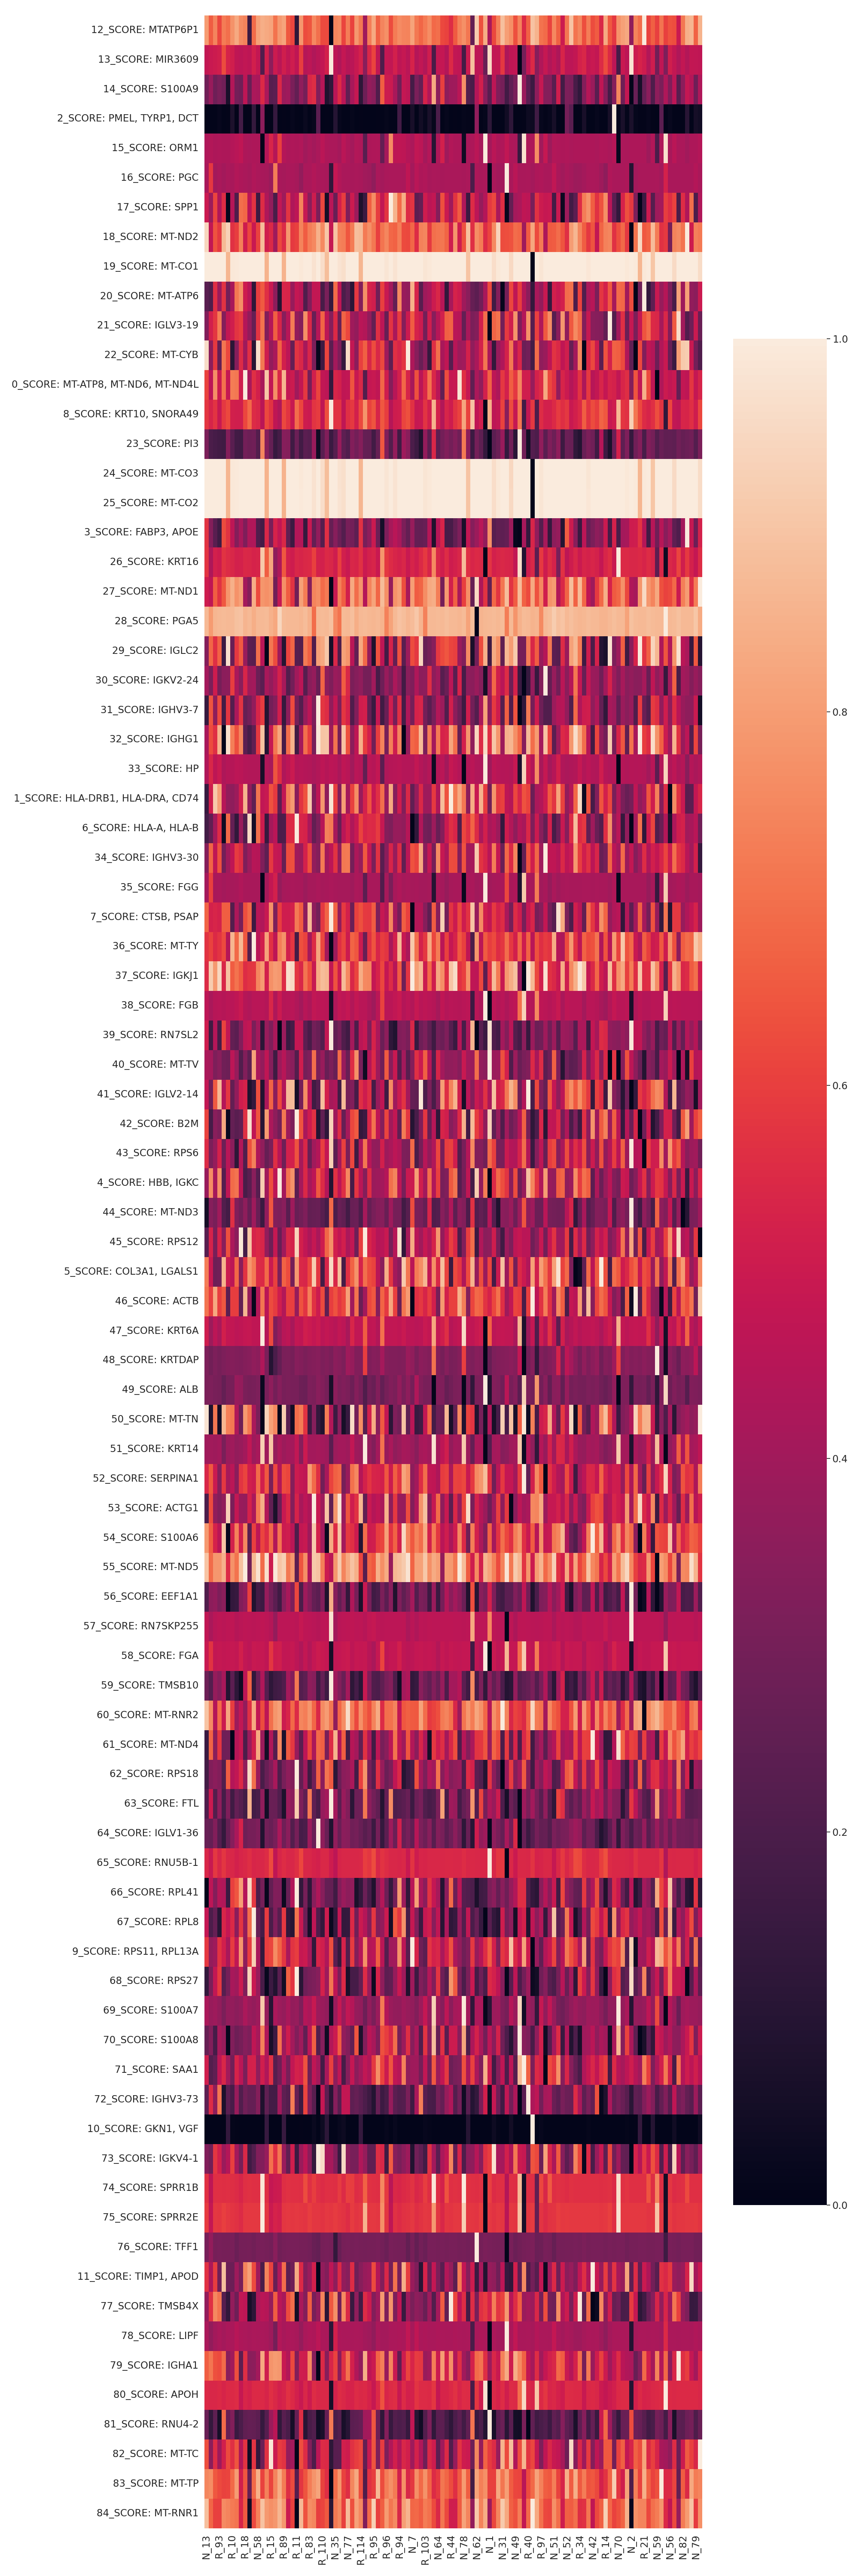 12_SCORE: MTATP6P1
13_SCORE: MIR3609
14_SCORE: S100A9
2_SCORE: PMEL, TYRP1, DCT
15_SCORE: ORM1
16_SCORE: PGC
17_SCORE: SPP1
18_SCORE: MT-ND2
19_SCORE: MT-CO1
20_SCORE: MT-ATP6
21_SCORE: IGLV3-19
22_SCORE: MT-CYB
0_SCORE: MT-ATP8, MT-ND6, MT-ND4L
8_SCORE: KRT10, SNORA49
23_SCORE: PI3
24_SCORE: MT-CO3
25_SCORE: MT-CO2
3_SCORE: FABP3, APOE
26_SCORE: KRT16
27_SCORE: MT-ND1
28_SCORE: PGA5
29_SCORE: IGLC2
30_SCORE: IGKV2-24
31_SCORE: IGHV3-7
32_SCORE: IGHG1
33_SCORE: HP
1_SCORE: HLA-DRB1, HLA-DRA, CD74
6_SCORE: HLA-A, HLA-B
34_SCORE: IGHV3-30
35_SCORE: FGG
7_SCORE: CTSB, PSAP
36_SCORE: MT-TY
37_SCORE: IGKJ1
38_SCORE: FGB
39_SCORE: RN7SL2
40_SCORE: MT-TV
41_SCORE: IGLV2-14
42_SCORE: B2M
43_SCORE: RPS6
4_SCORE: HBB, IGKC
44_SCORE: MT-ND3
45_SCORE: RPS12
5_SCORE: COL3A1, LGALS1
46_SCORE: ACTB
47_SCORE: KRT6A
48_SCORE: KRTDAP
49_SCORE: ALB
50_SCORE: MT-TN
51_SCORE: KRT14
52_SCORE: SERPINA1
53_SCORE: ACTG1
54_SCORE: S100A6
55_SCORE: MT-ND5
56_SCORE: EEF1A1
57_SCORE: RN7SKP255
58_SCORE: FGA
59_SCORE: TMSB10
60_SCORE: MT-RNR2
61_SCORE: MT-ND4
62_SCORE: RPS18
63_SCORE: FTL
64_SCORE: IGLV1-36
65_SCORE: RNU5B-1
66_SCORE: RPL41
67_SCORE: RPL8
9_SCORE: RPS11, RPL13A
68_SCORE: RPS27
69_SCORE: S100A7
70_SCORE: S100A8
71_SCORE: SAA1
72_SCORE: IGHV3-73
10_SCORE: GKN1, VGF
73_SCORE: IGKV4-1
74_SCORE: SPRR1B
75_SCORE: SPRR2E
76_SCORE: TFF1
11_SCORE: TIMP1, APOD
77_SCORE: TMSB4X
78_SCORE: LIPF
79_SCORE: IGHA1
80_SCORE: APOH
81_SCORE: RNU4-2
82_SCORE: MT-TC
83_SCORE: MT-TP
84_SCORE: MT-RNR1
N_13
R_93
R_10
R_18
N_58
R_15
R_89
R_11
R_83
R_110
N_35
N_77
R_114
R_95
R_96
R_94
N_7
R_103
N_64
R_44
N_78
N_62
N_1
N_31
N_49
R_40
R_97
N_51
N_52
R_34
N_42
R_14
N_70
N_2
R_21
N_59
N_56
N_82
N_79
1.0
0.8
0.6
0.4
0.2
0.0